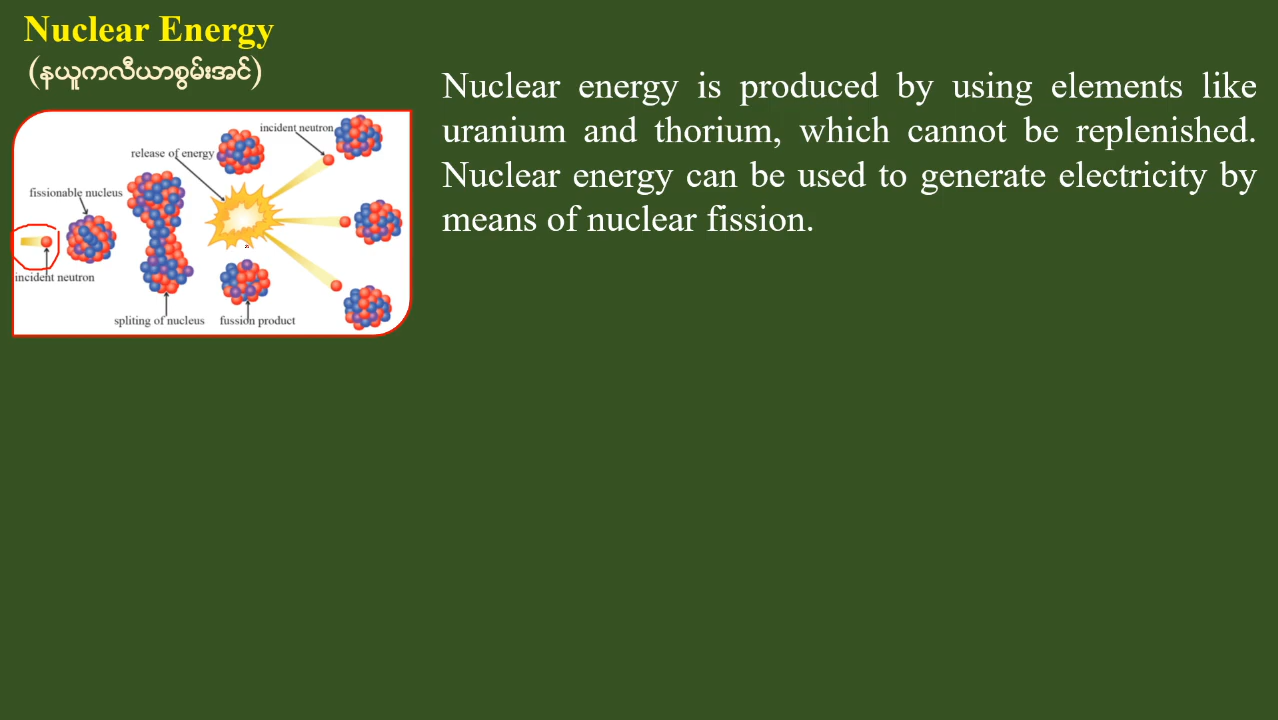 Nuclear Energy
(နယူကလီယာစွမ်းအင်)
Nuclear energy is produced by using elements like
uranium and thorium, which cannot be replenished.
Nuclear energy can be used to generate electricity by
means of nuclear fission.
incident neutron
release of energy
fissionable nucleus
incident neutron
spliting of nucleus
fussion product